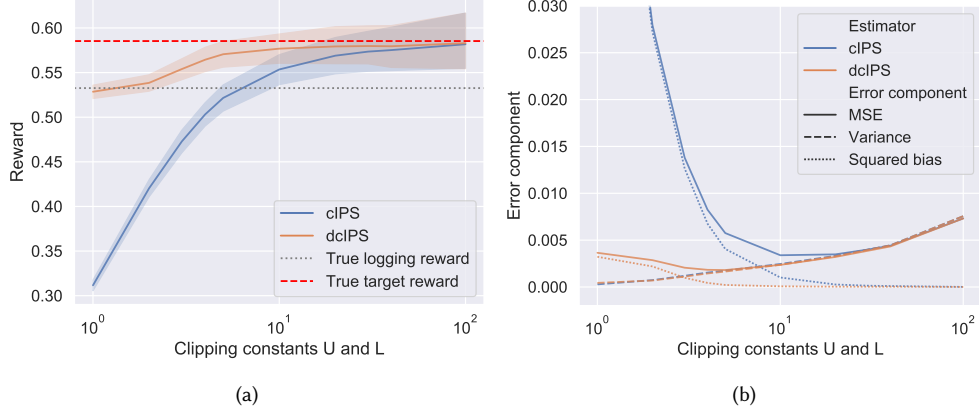 0.60
0.55
0.50
0.45
0.40
0.35
0.30
Reward
cIPS
dcIPS
True logging reward
True target reward
10^0
10^1
10^2
Clipping constants U and L
(a)
0.030
0.025
0.020
0.015
0.010
0.005
0.000
Error component
Estimator
cIPS
dcIPS
Error component
MSE
Variance
Squared bias
10^0
10^1
10^2
Clipping constants U and L
(b)